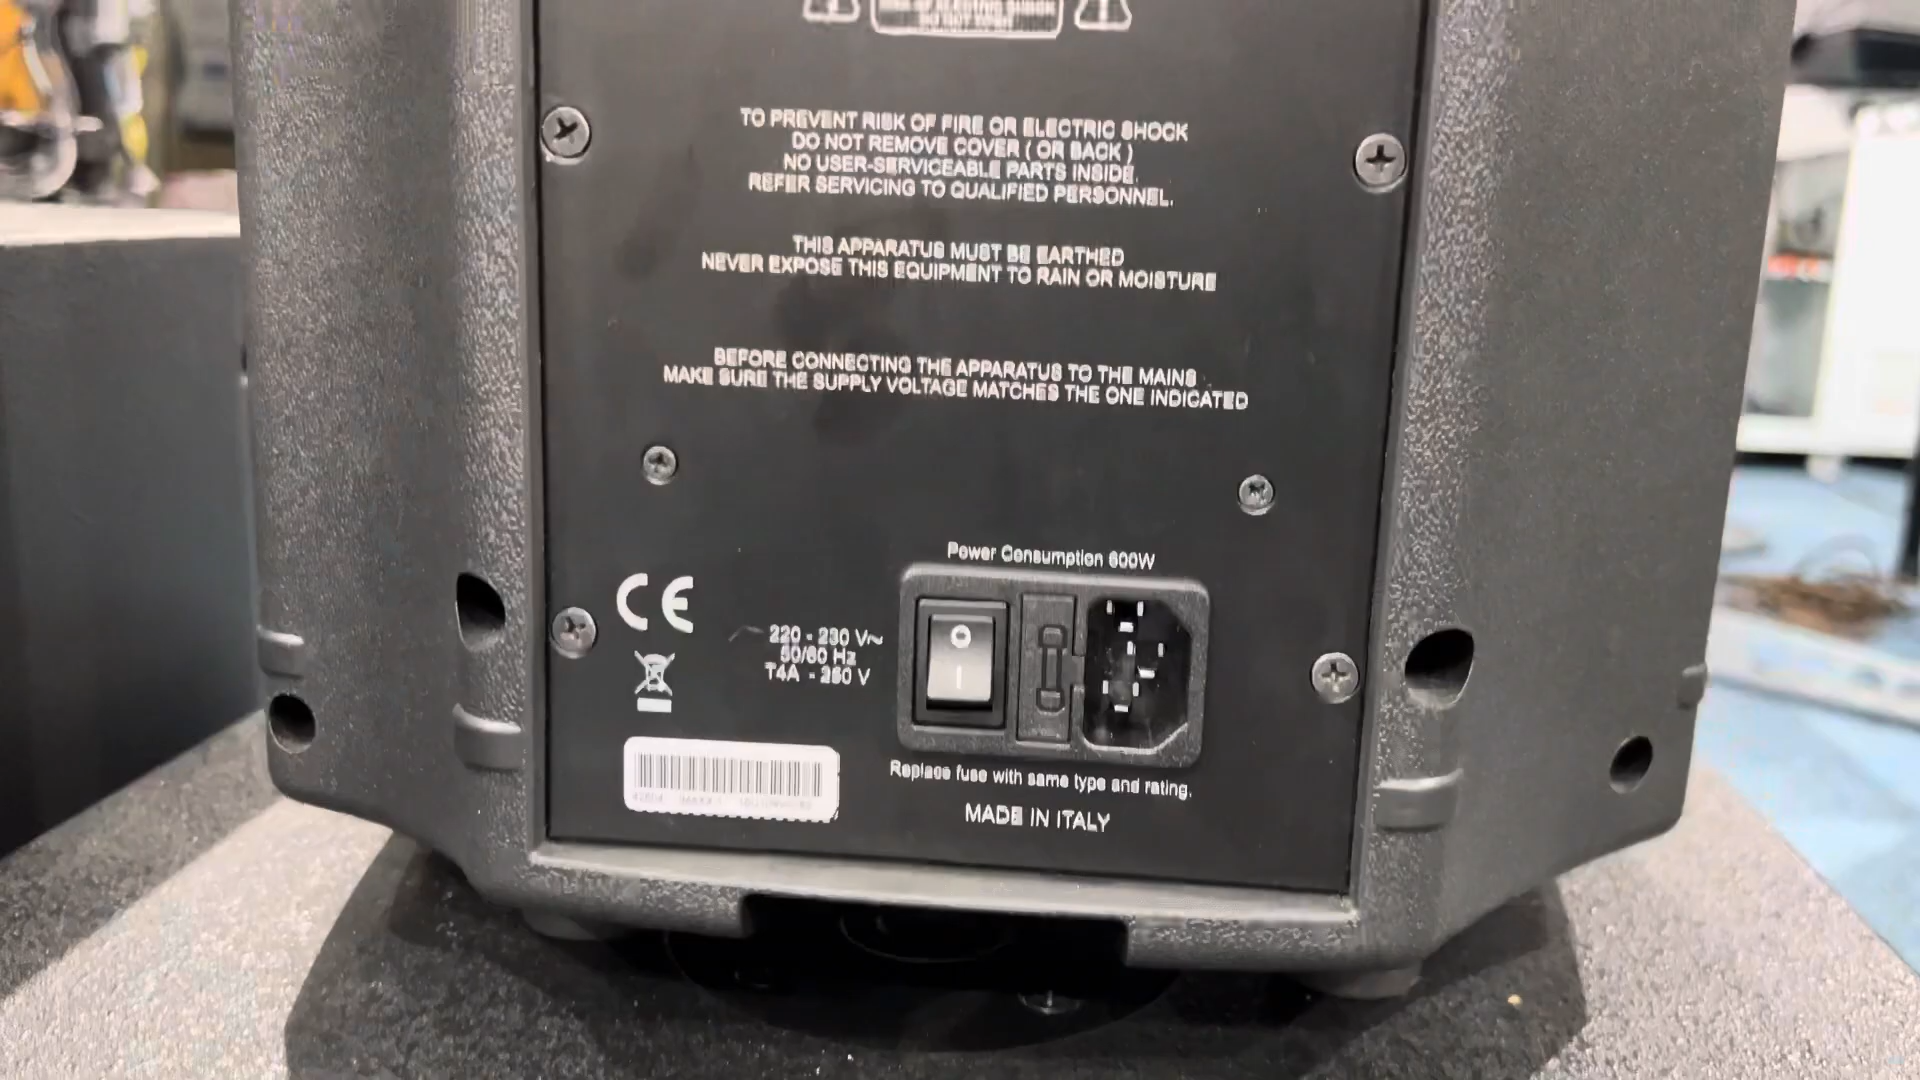 TO PREVENT RISK OF FIRE OR ELECTRIC SHOCK
DO NOT REMOVE COVER ( OR BACK )
NO USER-SERVICEABLE PARTS INSIDE.
REFER SERVICING TO QUALIFIED PERSONNEL.
THIS APPARATUS MUST BE EARTHED
NEVER EXPOSE THIS EQUIPMENT TO RAIN OR MOISTURE
BEFORE CONNECTING THE APPARATUS TO THE MAINS
MAKE SURE THE SUPPLY VOLTAGE MATCHES THE ONE INDICATED
Power Consumption 600W
CE
220 - 230 V~
50/60 Hz
T4A - 250 V
Replace fuse with same type and rating.
MADE IN ITALY